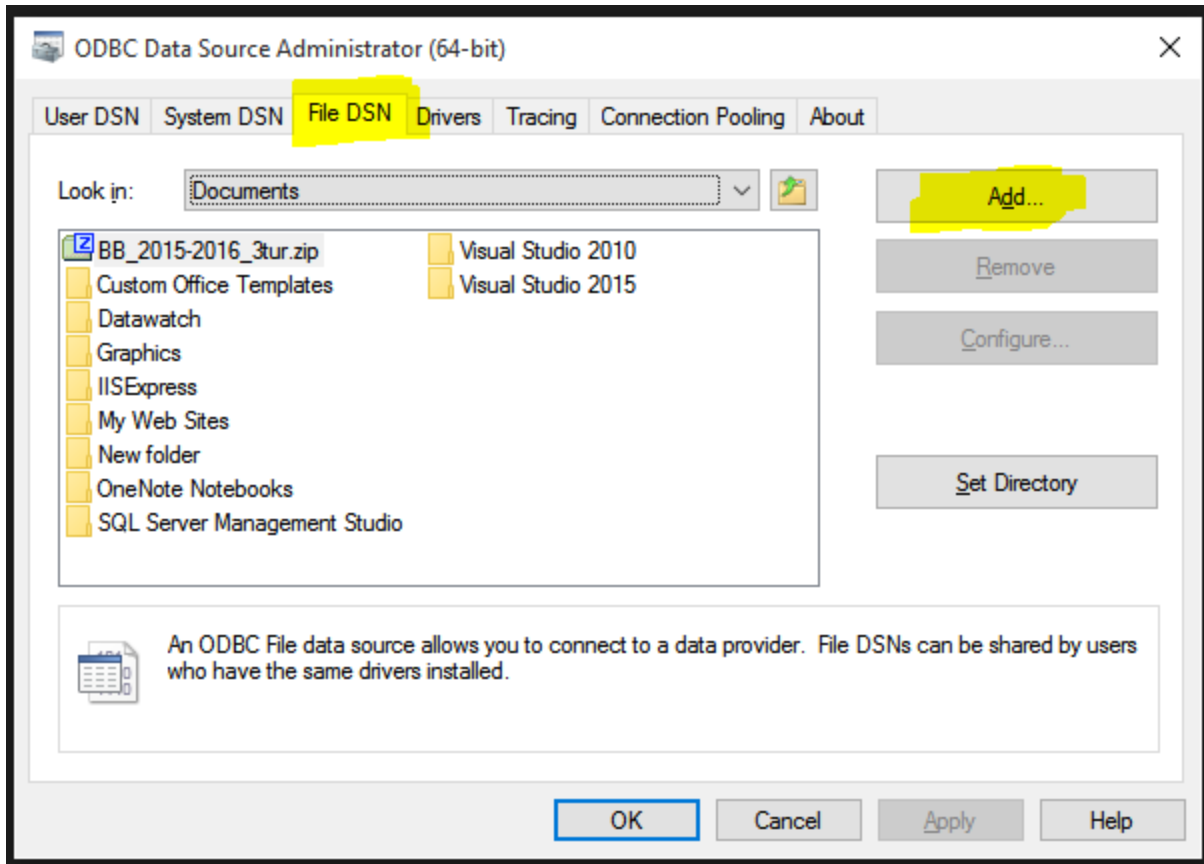 ODBC Data Source Administrator (64-bit)
User DSN System DSN File DSN Drivers Tracing Connection Pooling About
Look in: Documents
Add...
BB_2015-2016_3tur.zip
Custom Office Templates
Datawatch
Graphics
IISExpress
My Web Sites
New folder
OneNote Notebooks
SQL Server Management Studio
Visual Studio 2010
Visual Studio 2015
Remove
Configure...
Set Directory
An ODBC File data source allows you to connect to a data provider. File DSNs can be shared by users
who have the same drivers installed.
OK Cancel Apply Help